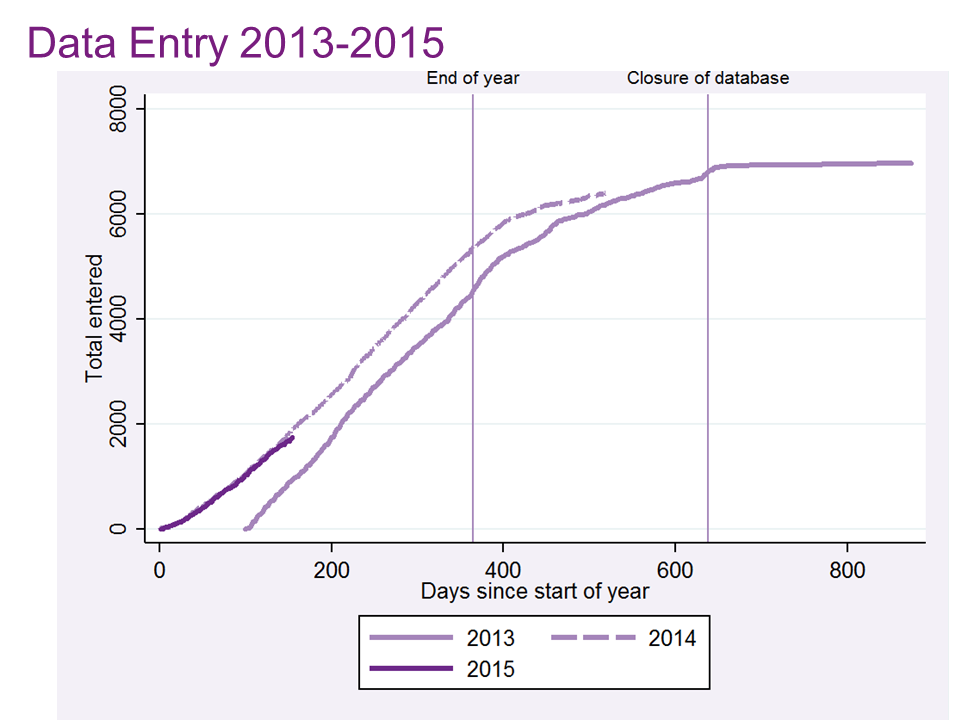 Data Entry 2013-2015
End of year
Closure of database
Total entered
8000
6000
4000
2000
0
0
200
400
600
800
Days since start of year
2013
2014
2015